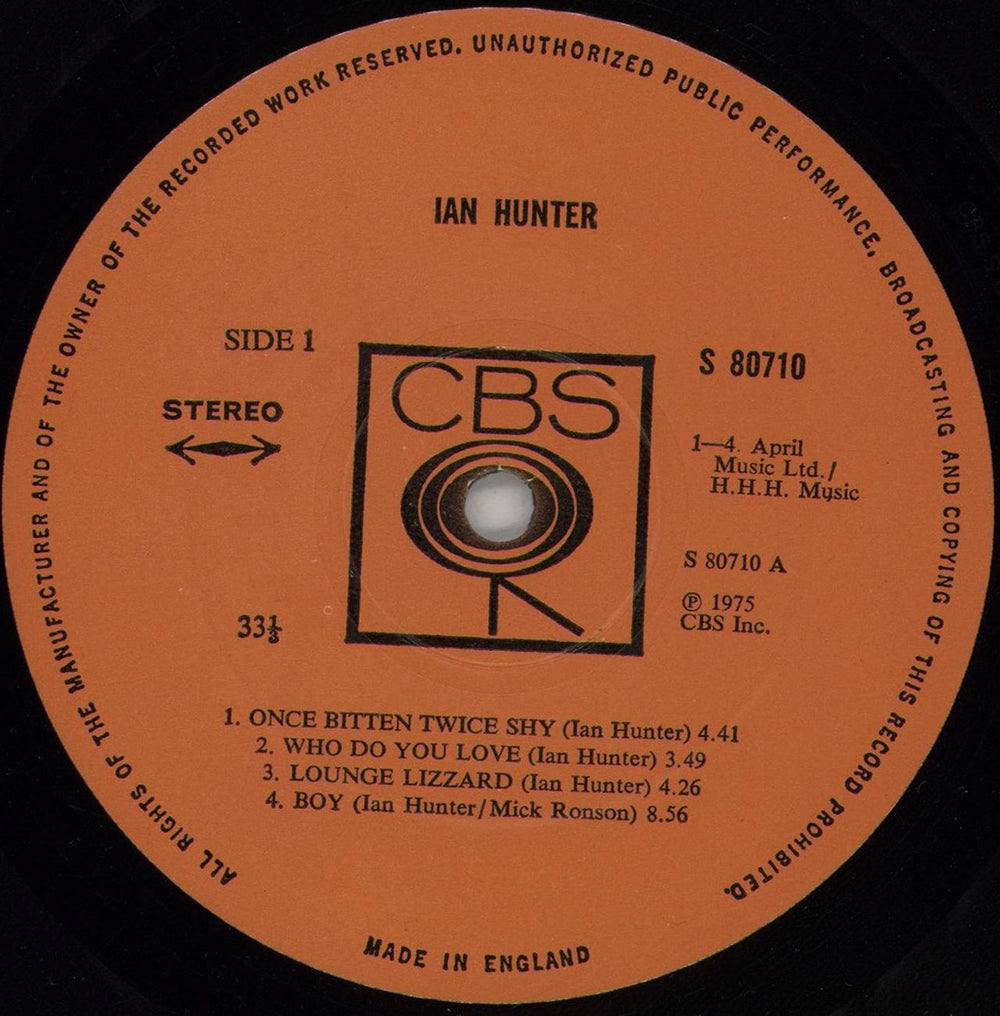 ALL RIGHTS OF THE MANUFACTURER AND OF THE OWNER OF THE RECORDED WORK RESERVED. UNAUTHORIZED PUBLIC PERFORMANCE, BROADCASTING AND COPYING OF THIS RECORD PROHIBITED.
IAN HUNTER
SIDE 1
STEREO
33⅓
CBS
S 80710
1—4. April
Music Ltd./
H.H.H. Mysic
S 80710 A
Ⓟ 1975
CBS Inc.
1. ONCE BITTEN TWICE SHY (Ian Hunter) 4.41
2. WHO DO YOU LOVE (Ian Hunter) 3.49
3. LOUNGE LIZZARD (Ian Hunter) 4.26
4. BOY (Ian Hunter/Mick Ronson) 8.56
MADE IN ENGLAND